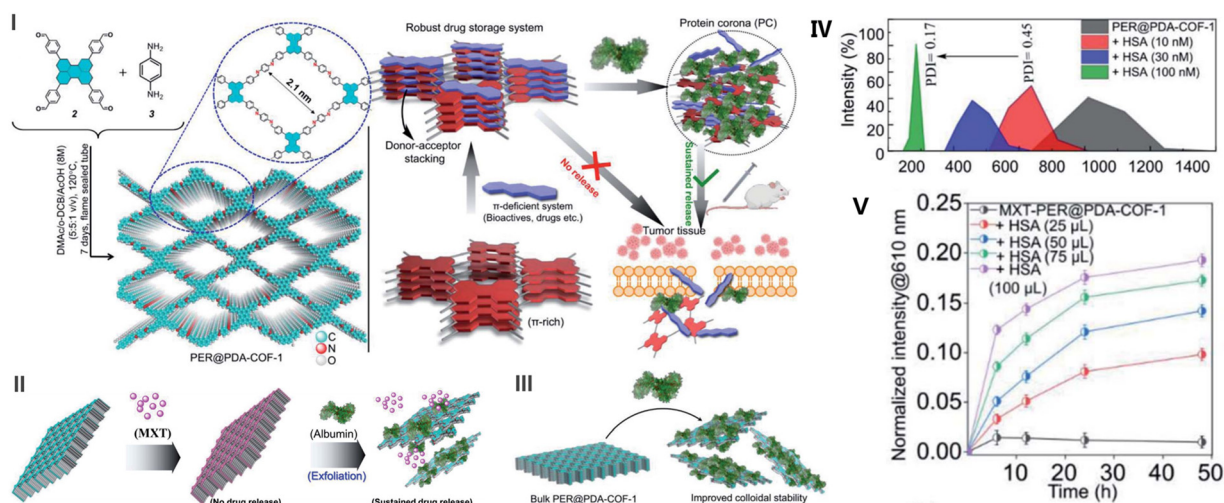 I
2
+
3
DMAc/o-DCB/AcOH (8M)
(5:5:1 v/v), 120°C,
7 days, flame sealed tube
2.1 nm
PER@PDA-COF-1
C
N
O
Robust drug storage system
Donor-acceptor
stacking
π-deficient system
(Bioactives, drugs etc.)
(π-rich)
Protein corona (PC)
No release
Sustained release
Tumor tissue
II
(MXT)
(No drug release)
(Albumin)
(Exfoliation)
(Sustained drug release)
III
Bulk PER@PDA-COF-1
Improved colloidal stability
IV
Intensity (%)
100
80
60
40
20
0
PDI= 0.17
PDI= 0.45
PER@PDA-COF-1
+ HSA (10 nM)
+ HSA (30 nM)
+ HSA (100 nM)
200 400 600 800 1000 1200 1400
V
Normalized intensity@610 nm
0.25
0.20
0.15
0.10
0.05
0.00
MXT-PER@PDA-COF-1
+ HSA (25 μL)
+ HSA (50 μL)
+ HSA (75 μL)
+ HSA
(100 μL)
0 10 20 30 40 50
Time (h)